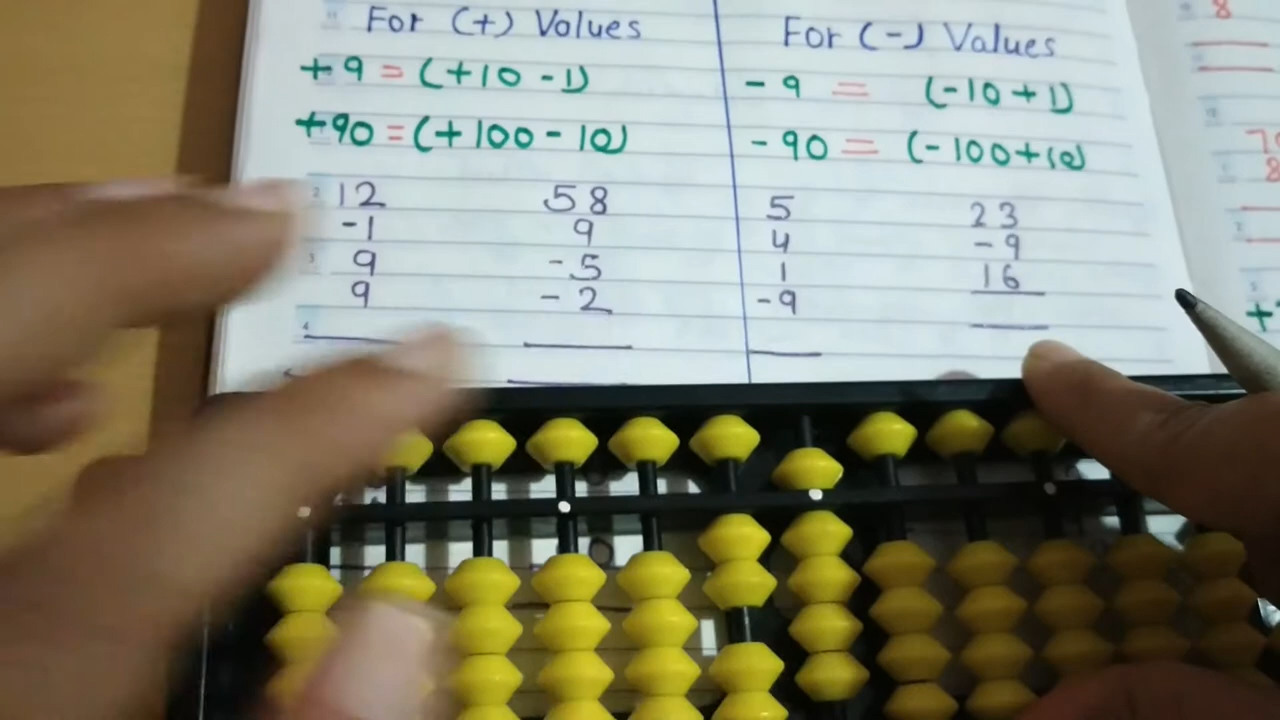 For (+) Values
+9 = (+10 - 1)
+90 = (+100 - 10)
12
-1
9
9
58
9
-5
-2
For (-) Values
-9 = (-10 + 1)
-90 = (-100 + 10)
5
4
1
-9
23
-9
16
8
+